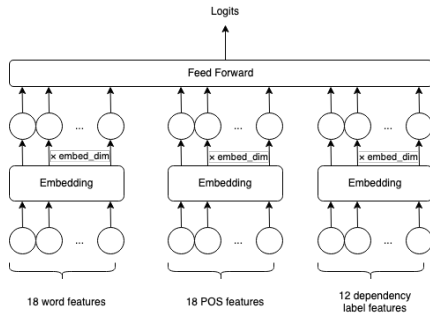 Logits
Feed Forward
... ... ...
× embed_dim × embed_dim × embed_dim
Embedding Embedding Embedding
... ... ...
18 word features 18 POS features 12 dependency
label features